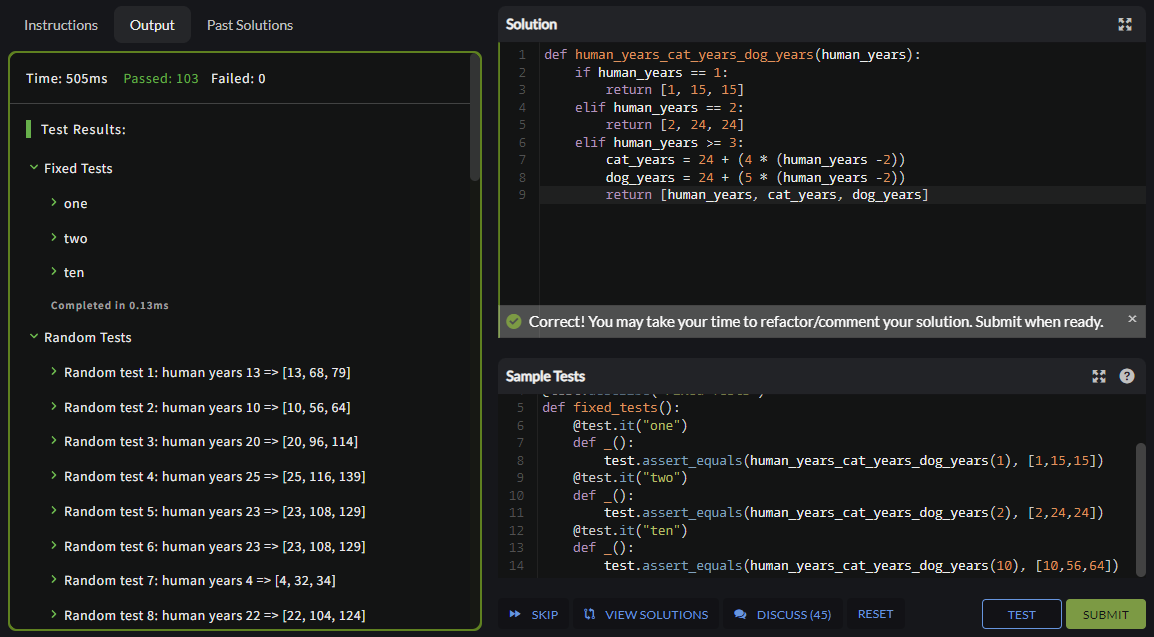 Instructions
Output
Past Solutions
Time: 505ms Passed: 103 Failed: 0
Test Results:
Fixed Tests
one
two
ten
Completed in 0.13ms
Random Tests
Random test 1: human years 13 => [13, 68, 79]
Random test 2: human years 10 => [10, 56, 64]
Random test 3: human years 20 => [20, 96, 114]
Random test 4: human years 25 => [25, 116, 139]
Random test 5: human years 23 => [23, 108, 129]
Random test 6: human years 23 => [23, 108, 129]
Random test 7: human years 4 => [4, 32, 34]
Random test 8: human years 22 => [22, 104, 124]
Solution
1 def human_years_cat_years_dog_years(human_years):
2     if human_years == 1:
3         return [1, 15, 15]
4     elif human_years == 2:
5         return [2, 24, 24]
6     elif human_years >= 3:
7         cat_years = 24 + (4 * (human_years -2))
8         dog_years = 24 + (5 * (human_years -2))
9         return [human_years, cat_years, dog_years]
Correct! You may take your time to refactor/comment your solution. Submit when ready. ×
Sample Tests ?
5 def fixed_tests():
6     @test.it("one")
7     def _():
8         test.assert_equals(human_years_cat_years_dog_years(1), [1,15,15])
9     @test.it("two")
10     def _():
11         test.assert_equals(human_years_cat_years_dog_years(2), [2,24,24])
12     @test.it("ten")
13     def _():
14         test.assert_equals(human_years_cat_years_dog_years(10), [10,56,64])
SKIP
VIEW SOLUTIONS
DISCUSS (45)
RESET
TEST
SUBMIT